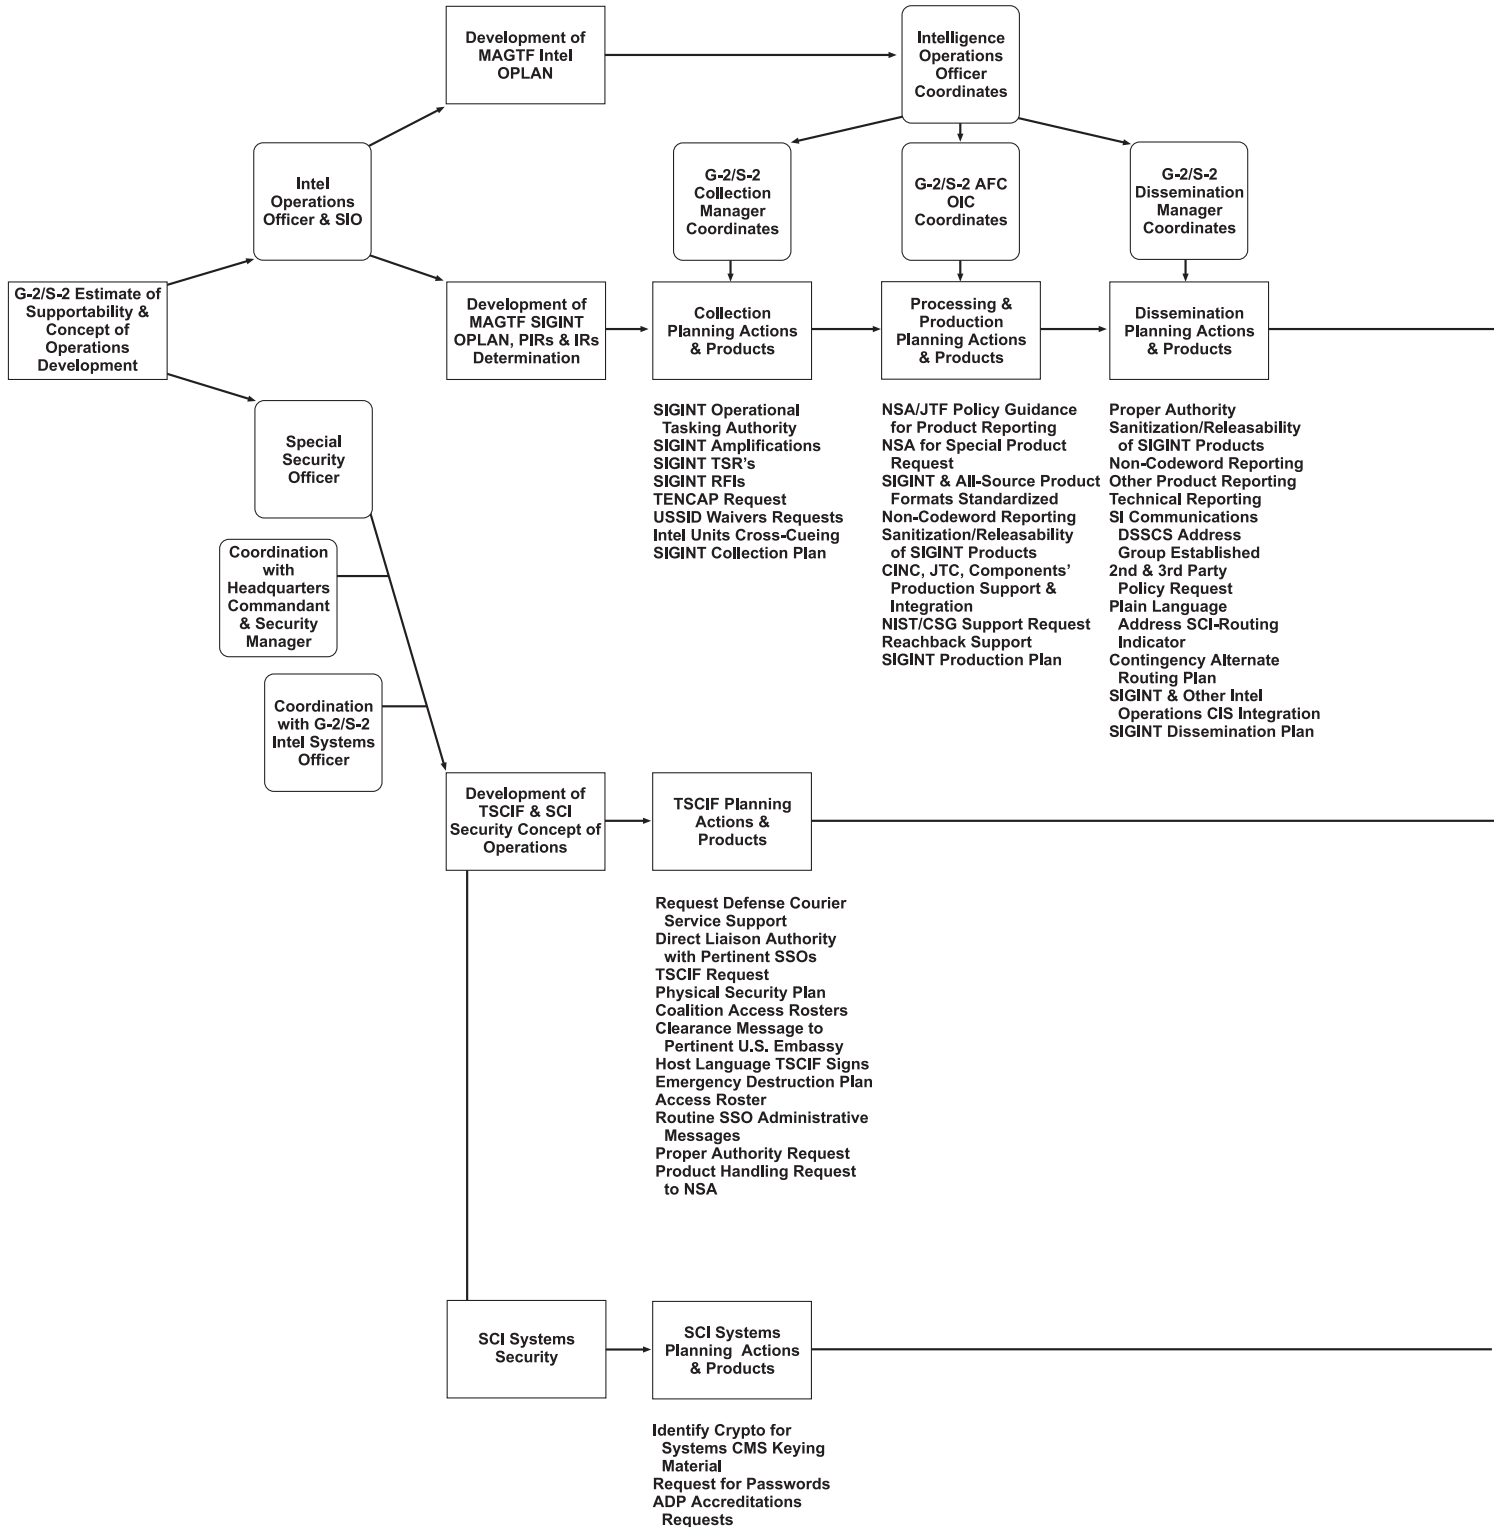 Development of
MAGTF Intel
OPLAN
Intelligence
Operations
Officer
Coordinates
Intel
Operations
Officer & SIO
G-2/S-2
Collection
Manager
Coordinates
G-2/S-2 AFC
OIC
Coordinates
G-2/S-2
Dissemination
Manager
Coordinates
G-2/S-2 Estimate of
Supportability &
Concept of
Operations
Development
Development of
MAGTF SIGINT
OPLAN, PIRs & IRs
Determination
Collection
Planning Actions
& Products
Processing &
Production
Planning Actions
& Products
Dissemination
Planning Actions
& Products
Special
Security
Officer
Coordination
with
Headquarters
Commandant
& Security
Manager
Coordination
with G-2/S-2
Intel Systems
Officer
SIGINT Operational
Tasking Authority
SIGINT Amplifications
SIGINT TSR's
SIGINT RFIs
TENCAP Request
USSID Waivers Requests
Intel Units Cross-Cueing
SIGINT Collection Plan
NSA/JTF Policy Guidance
for Product Reporting
NSA for Special Product
Request
SIGINT & All-Source Product
Formats Standardized
Non-Codeword Reporting
Sanitization/Releasability
of SIGINT Products
CINC, JTC, Components’
Production Support &
Integration
NIST/CSG Support Request
Reachback Support
SIGINT Production Plan
Proper Authority
Sanitization/Releasability
of SIGINT Products
Non-Codeword Reporting
Other Product Reporting
Technical Reporting
SI Communications
DSSCS Address
Group Established
2nd & 3rd Party
Policy Request
Plain Language
Address SCI-Routing
Indicator
Contingency Alternate
Routing Plan
SIGINT & Other Intel
Operations CIS Integration
SIGINT Dissemination Plan
Development of
TSCIF & SCI
Security Concept of
Operations
TSCIF Planning
Actions &
Products
Request Defense Courier
Service Support
Direct Liaison Authority
with Pertinent SSOs
TSCIF Request
Physical Security Plan
Coalition Access Rosters
Clearance Message to
Pertinent U.S. Embassy
Host Language TSCIF Signs
Emergency Destruction Plan
Access Roster
Routine SSO Administrative
Messages
Proper Authority Request
Product Handling Request
to NSA
SCI Systems
Security
SCI Systems
Planning Actions
& Products
Identify Crypto for
Systems CMS Keying
Material
Request for Passwords
ADP Accreditations
Requests